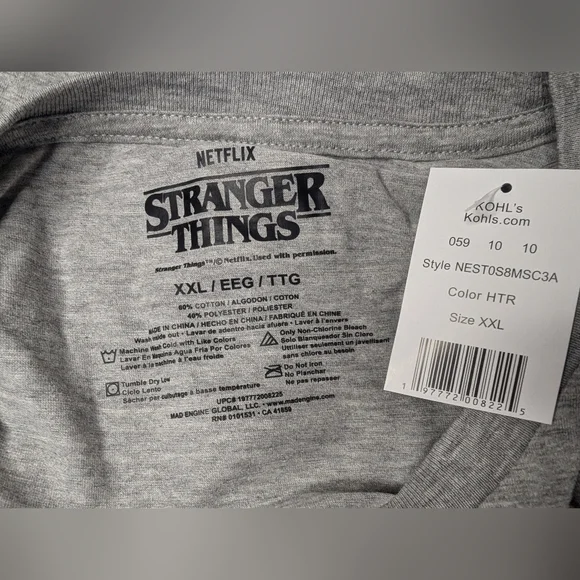 NETFLIX
STRANGER
THINGS
Stranger Things™/© Netflix. Used with permission.
XXL / EEG / TTG
60% COTTON / ALGODON / COTON
40% POLYESTER / POLIESTER
MADE IN CHINA / HECHO EN CHINA / FABRIQUÉ EN CHINE
Wash inside out • Lavar de adentro hacia afuera • Laver à l'envers
Machine Wash Cold, with Like Colors
Lavar En Maquina Agua Fria Por Colores
Laver à la machine à l'eau froide
Only Non-Chlorine Bleach
Solo Blanqueador Sin Cloro
Utiliser seulement un javellisant
sans chlore au besoin
Tumble Dry Low
Ciclo Lento
Sécher par culbutage à basse température
Do Not Iron
No Planchar
Ne pas repasser
UPC# 197772008225
MAD ENGINE GLOBAL, LLC. • www.madengine.com
RN# 0101531 • CA 41959
KOHL's
Kohls.com
059 10 10
Style NEST0S8MSC3A
Color HTR
Size XXL
1 97772 00822 5